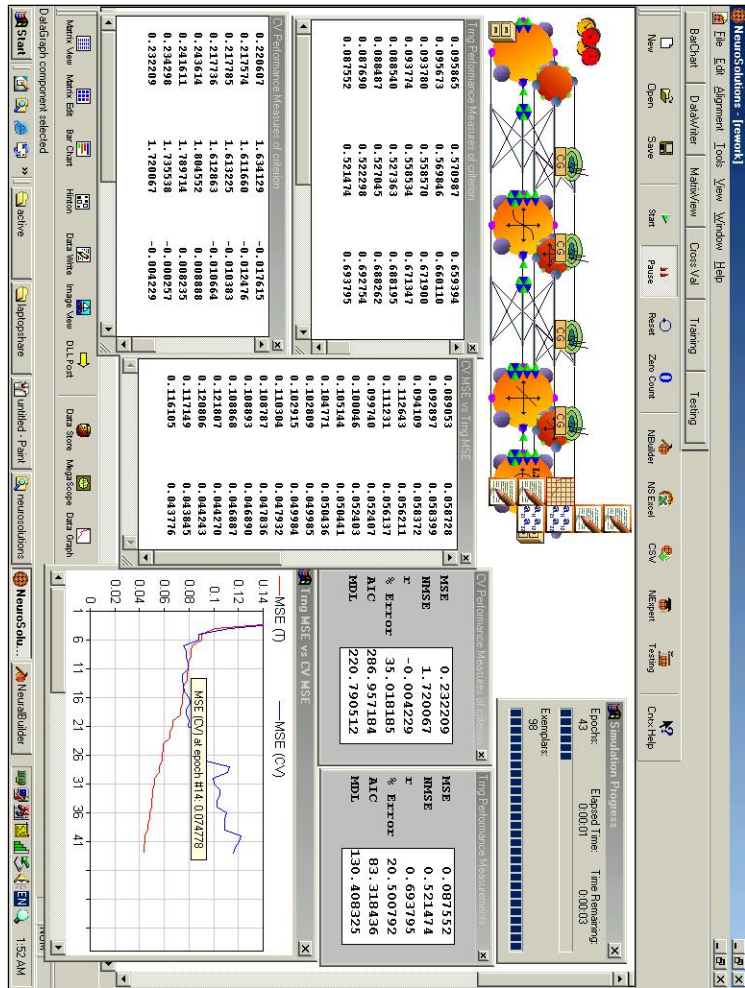 NeuroSolutions - [rework]
File Edit Alignment Tools View Window Help
BarChart DataWriter MatrixView Cross Val Training Testing
New Open Save Start Pause Reset Zero Count NBuilder NSExcel CSW NExpert Testing Cntx Help
CG CG CG CG
Simulation Progress
Epochs: Elapsed Time: Time Remaining:
43 0:00:01 0:00:03
Exemplars:
98
Trng Performance Measures of criterion
0.095865 0.570987 0.659394
0.095673 0.569846 0.660110
0.093780 0.558570 0.671900
0.093774 0.558534 0.671347
0.088540 0.527363 0.688195
0.088487 0.527045 0.688262
0.087690 0.522298 0.692754
0.087552 0.521474 0.693795
CV Performance Measures of criterion
0.220607 1.634129 -0.017615
0.217574 1.611660 -0.012476
0.217785 1.613225 -0.010383
0.217736 1.612863 -0.010664
0.243614 1.804552 0.008888
0.241611 1.789714 0.008235
0.234298 1.735538 -0.000257
0.232209 1.720067 -0.004229
CV MSE vs Trng MSE
0.089053 0.058728
0.092897 0.058399
0.094109 0.058372
0.112643 0.056211
0.111231 0.056137
0.099740 0.052407
0.100046 0.052403
0.105144 0.050441
0.104771 0.050436
0.102809 0.049985
0.102915 0.049984
0.110304 0.047932
0.108787 0.047836
0.108893 0.046890
0.108868 0.046887
0.121807 0.044270
0.120806 0.044243
0.117149 0.043845
0.116105 0.043776
CV Performance Measures of criterion
MSE 0.232209
NMSE 1.720067
r -0.004229
% Error 35.018185
AIC 286.957184
MDL 220.790512
Trng Performance Measurements
MSE 0.087552
NMSE 0.521474
r 0.693795
% Error 20.500792
AIC 83.318436
MDL 130.408325
Trng MSE vs CV MSE
MSE (T) MSE (CV)
0.14
0.12
0.1
0.08
0.06
0.04
0.02
0
1 6 11 16 21 26 31 36 41
MSE (CV) at epoch #14: 0.074778
Matrix View Matrix Edit Bar Chart Hinton Data Write Image View DLL Post Data Store MegaScope Data Graph
DataGraph component selected
Start active laptopshare untitled - Paint neurosolutions NeuroSolu... NeuralBuilder EN 1:52 AM